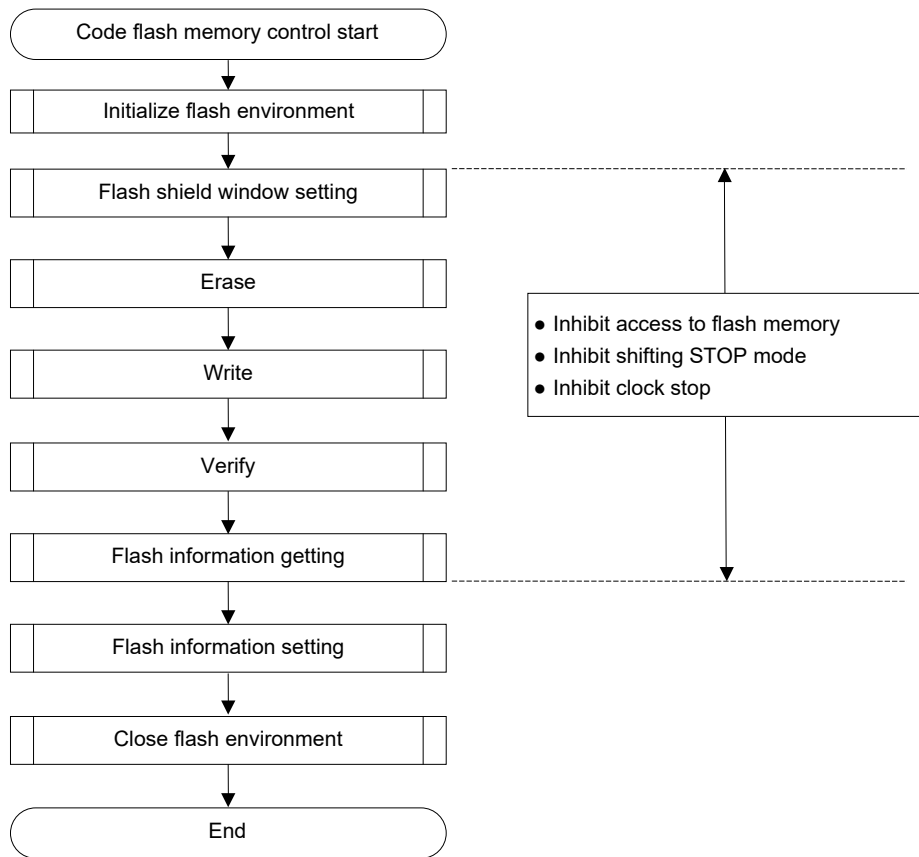 Code flash memory control start
Initialize flash environment
Flash shield window setting
Erase
Write
Verify
Flash information getting
Flash information setting
Close flash environment
End
● Inhibit access to flash memory
● Inhibit shifting STOP mode
● Inhibit clock stop